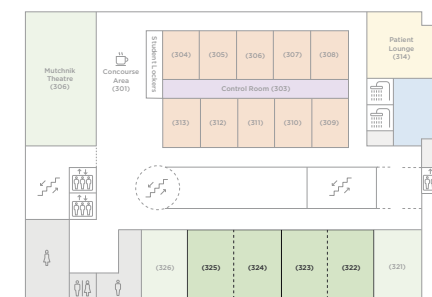 Mutchnik
Theatre
(306)
Concourse
Area
(301)
Student Lockers
(304)
(305)
(306)
(307)
(308)
Control Room (303)
(313)
(312)
(311)
(310)
(309)
Patient
Lounge
(314)
(326)
(325)
(324)
(323)
(322)
(321)